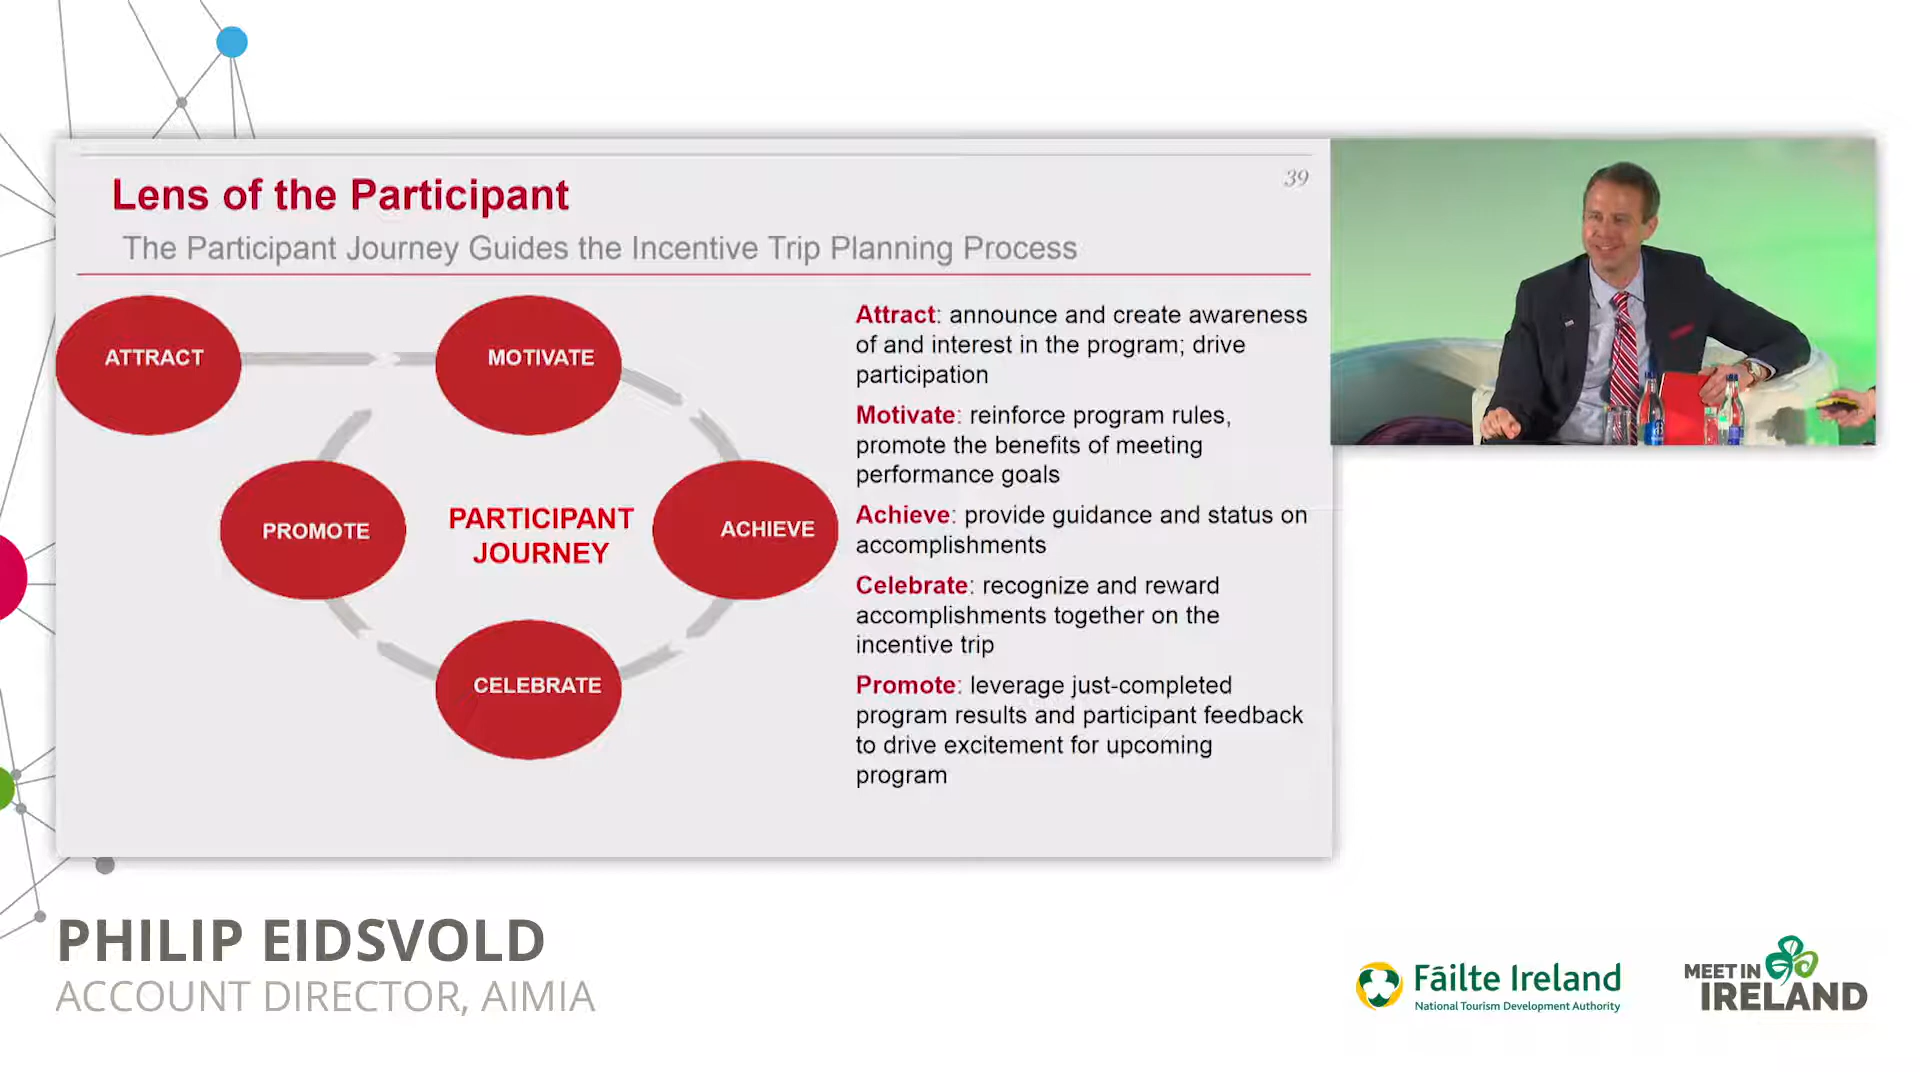 Lens of the Participant
39
The Participant Journey Guides the Incentive Trip Planning Process
ATTRACT
MOTIVATE
PROMOTE
PARTICIPANT
JOURNEY
ACHIEVE
CELEBRATE
Attract: announce and create awareness
of and interest in the program; drive
participation
Motivate: reinforce program rules,
promote the benefits of meeting
performance goals
Achieve: provide guidance and status on
accomplishments
Celebrate: recognize and reward
accomplishments together on the
incentive trip
Promote: leverage just-completed
program results and participant feedback
to drive excitement for upcoming
program
PHILIP EIDSVOLD
ACCOUNT DIRECTOR, AIMIA
Fáilte Ireland
National Tourism Development Authority
MEET IN
IRELAND